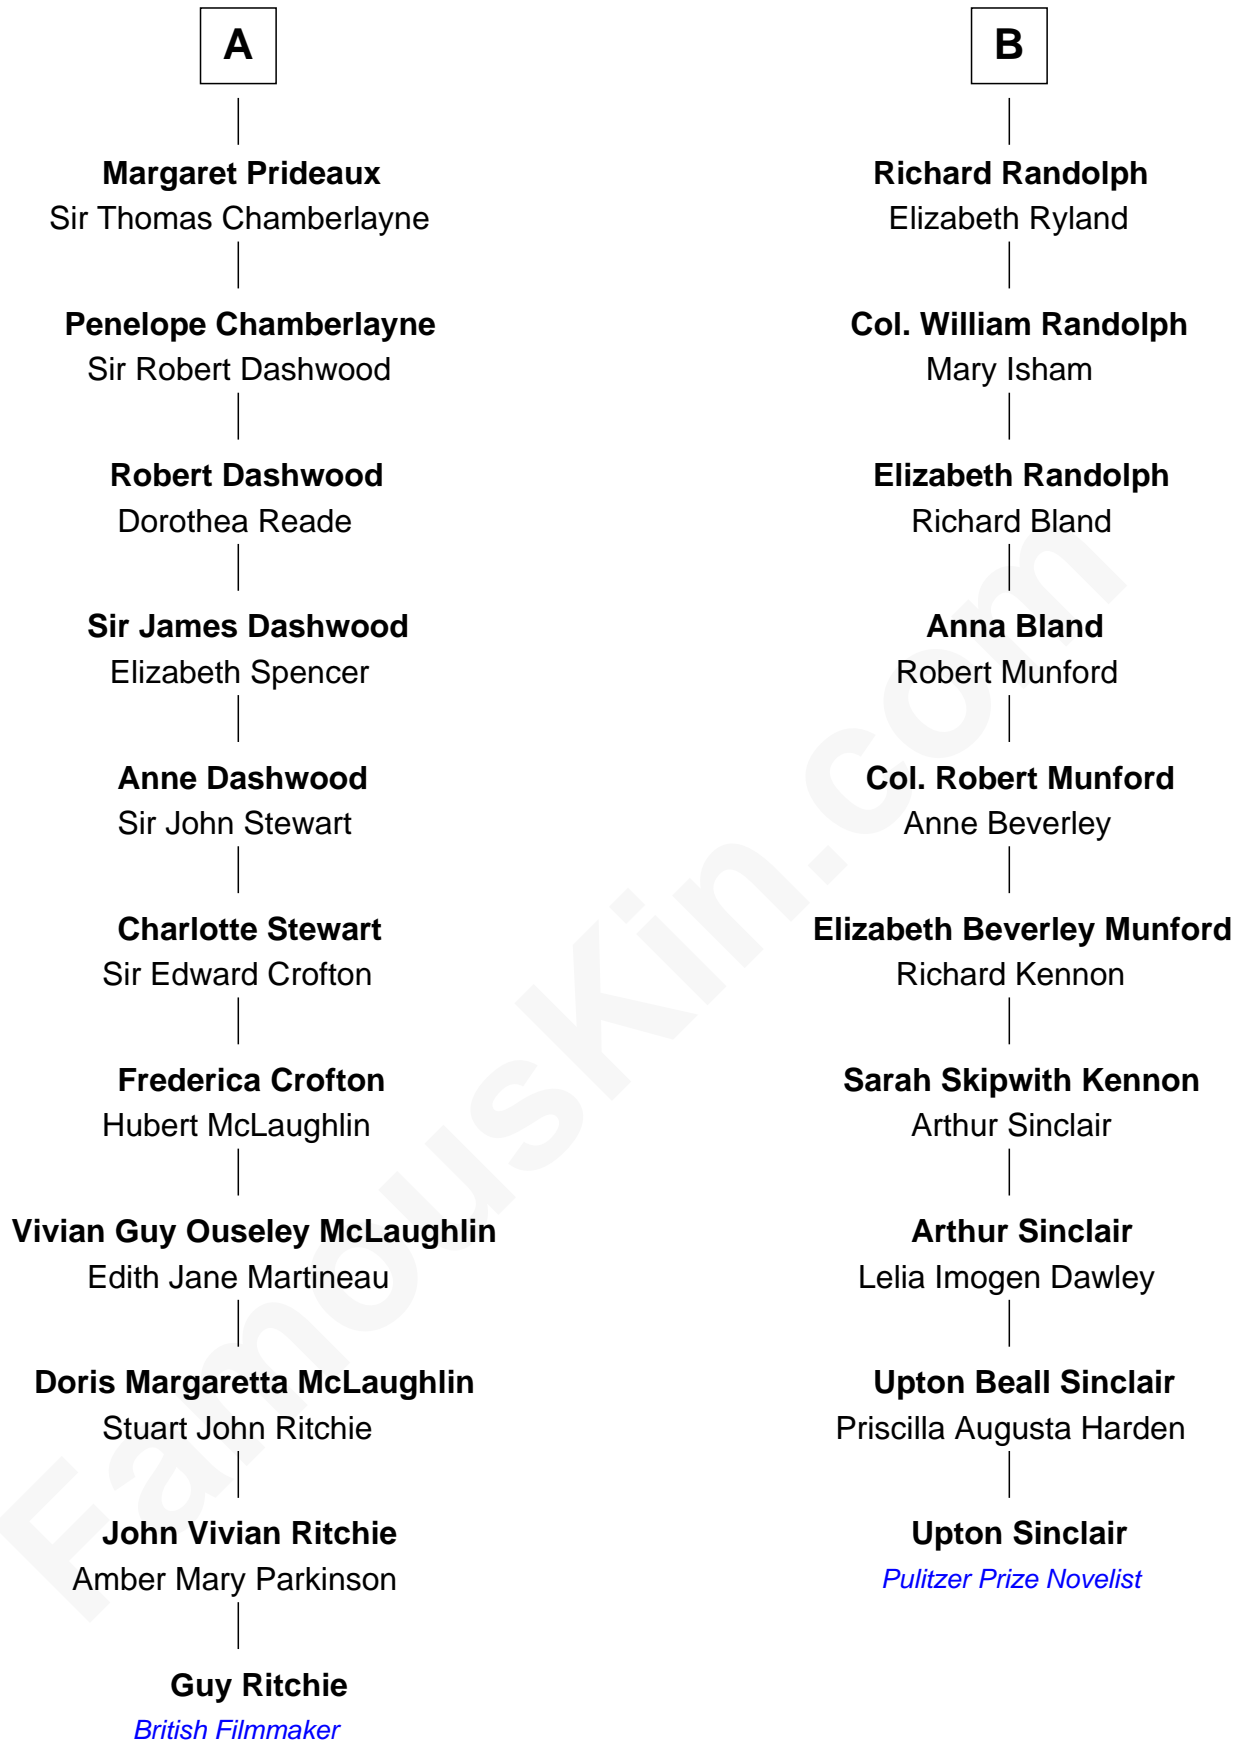 A
Margaret Prideaux
Sir Thomas Chamberlayne
Penelope Chamberlayne
Sir Robert Dashwood
Robert Dashwood
Dorothea Reade
Sir James Dashwood
Elizabeth Spencer
Anne Dashwood
Sir John Stewart
Charlotte Stewart
Sir Edward Crofton
Frederica Crofton
Hubert McLaughlin
Vivian Guy Ouseley McLaughlin
Edith Jane Martineau
Doris Margaretta McLaughlin
Stuart John Ritchie
John Vivian Ritchie
Amber Mary Parkinson
Guy Ritchie
British Filmmaker
B
Richard Randolph
Elizabeth Ryland
Col. William Randolph
Mary Isham
Elizabeth Randolph
Richard Bland
Anna Bland
Robert Munford
Col. Robert Munford
Anne Beverley
Elizabeth Beverley Munford
Richard Kennon
Sarah Skipwith Kennon
Arthur Sinclair
Arthur Sinclair
Lelia Imogen Dawley
Upton Beall Sinclair
Priscilla Augusta Harden
Upton Sinclair
Pulitzer Prize Novelist
FamousKin.com